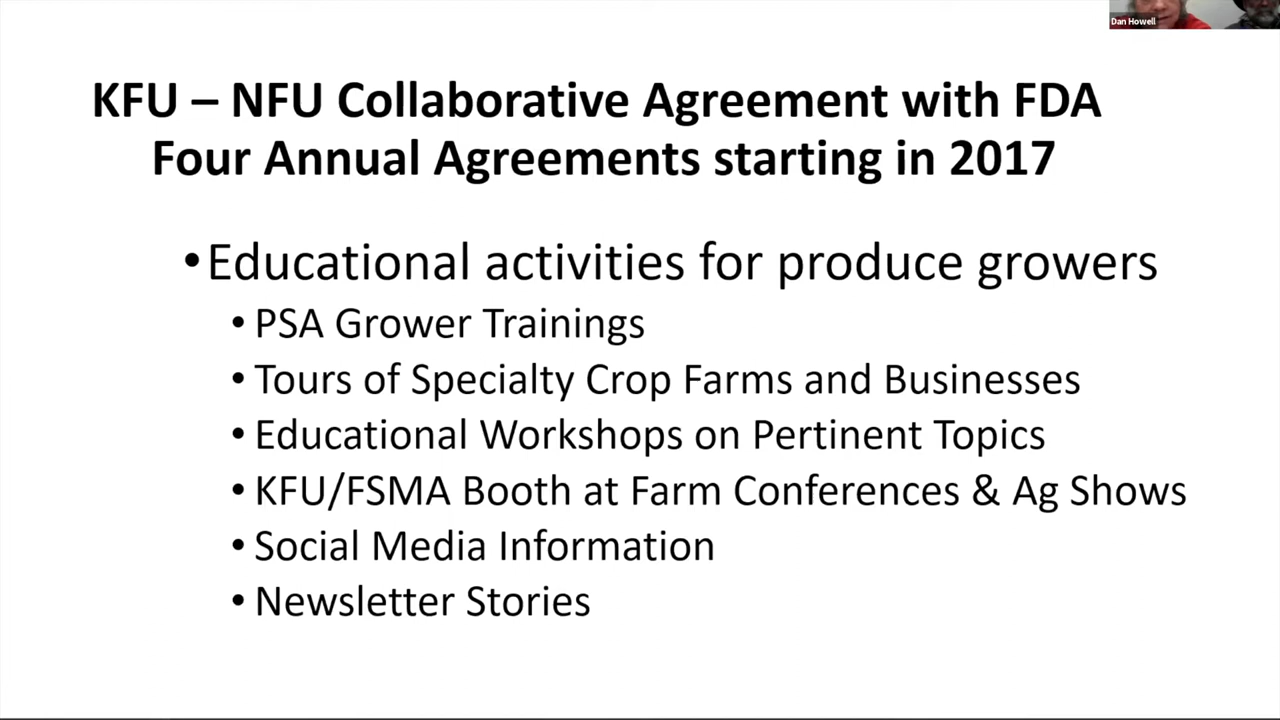 Dan Howell
KFU – NFU Collaborative Agreement with FDA
Four Annual Agreements starting in 2017
•Educational activities for produce growers
•PSA Grower Trainings
•Tours of Specialty Crop Farms and Businesses
•Educational Workshops on Pertinent Topics
•KFU/FSMA Booth at Farm Conferences & Ag Shows
•Social Media Information
•Newsletter Stories